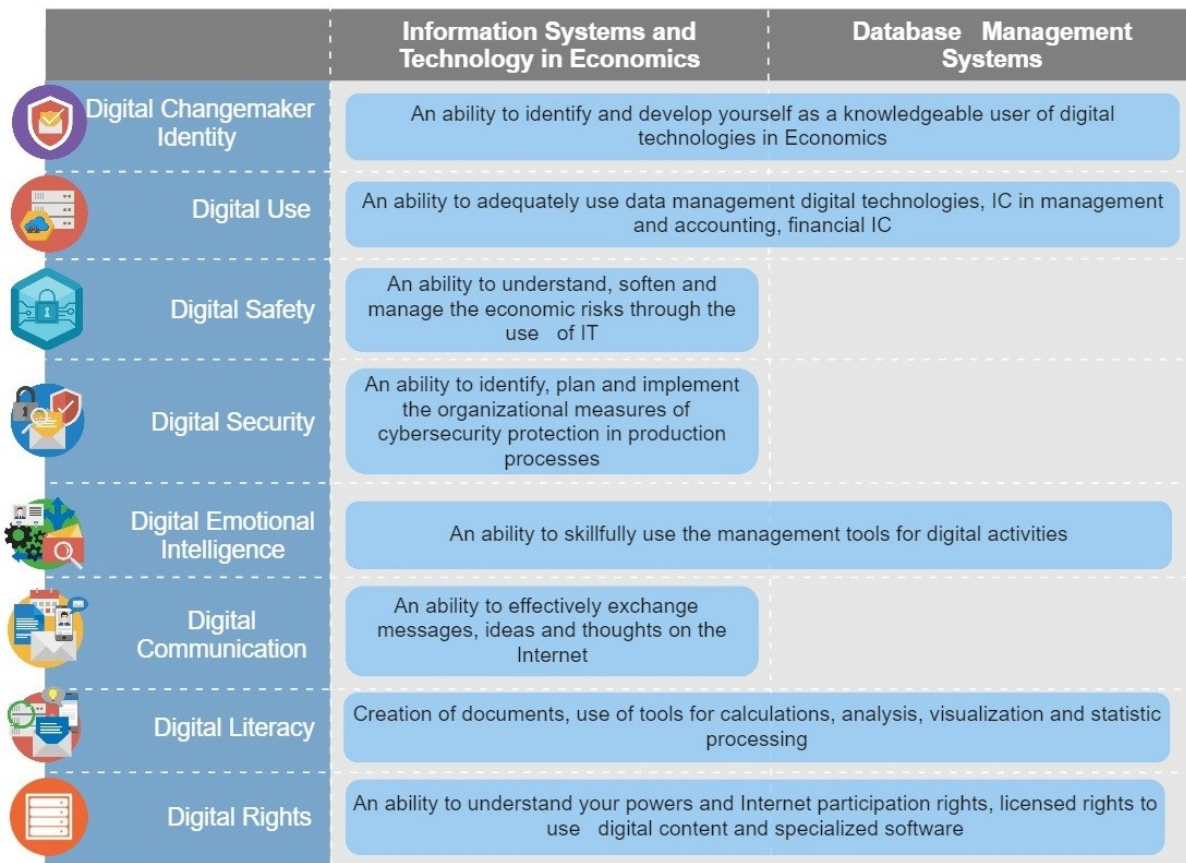 Information Systems and
Technology in Economics
Database Management
Systems
Digital Changemaker
Identity
An ability to identify and develop yourself as a knowledgeable user of digital
technologies in Economics
Digital Use
An ability to adequately use data management digital technologies, IC in management
and accounting, financial IC
Digital Safety
An ability to understand, soften and
manage the economic risks through the
use of IT
Digital Security
An ability to identify, plan and implement
the organizational measures of
cybersecurity protection in production
processes
Digital Emotional
Intelligence
An ability to skillfully use the management tools for digital activities
Digital
Communication
An ability to effectively exchange
messages, ideas and thoughts on the
Internet
Digital Literacy
Creation of documents, use of tools for calculations, analysis, visualization and statistic
processing
Digital Rights
An ability to understand your powers and Internet participation rights, licensed rights to
use digital content and specialized software